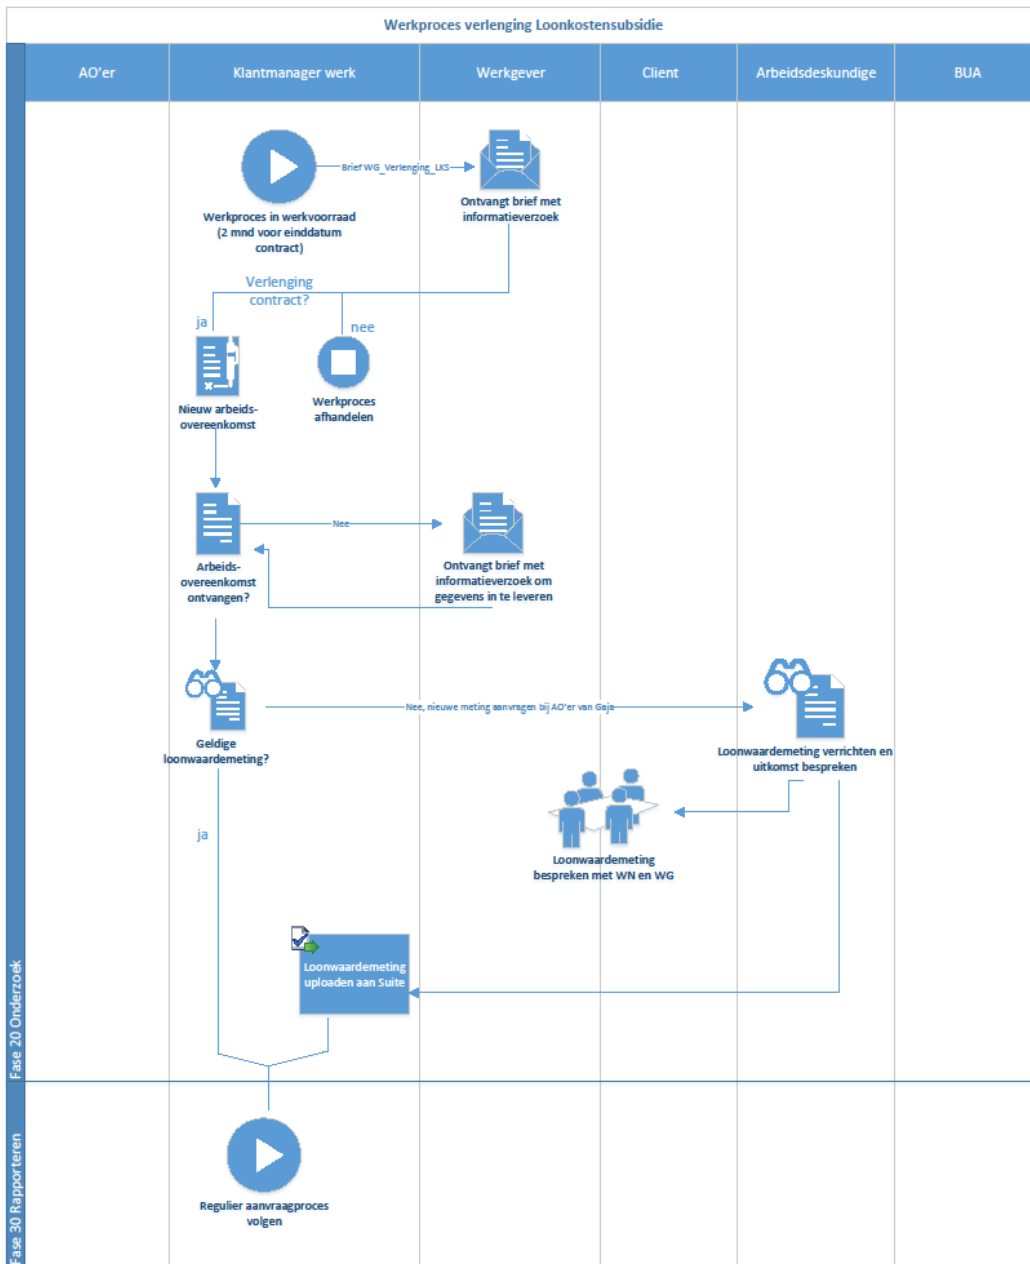 Werkproces verlenging Loonkostensubsidie
AO'er
Klantmanager werk
Werkgever
Client
Arbeidsdeskundige
BUA
Brief WG_Verlenging_LKS
Werkproces in werkvoorraad
(2 mnd voor einddatum
contract)
Ontvangt brief met
informatieverzoek
Verlenging
contract?
ja
nee
Nieuw arbeids-
overeenkomst
Werkproces
afhandelen
Nee
Arbeids-
overeenkomst
ontvangen?
Ontvangt brief met
informatieverzoek om
gegevens in te leveren
Nee, nieuwe meting aanvragen bij AO'er van Gaja
Geldige
loonwaardemeting?
Loonwaardemeting verrichten en
uitkomst bespreken
ja
Loonwaardemeting
bespreken met WN en WG
Loonwaardemeting
uploaden aan Suite
Fase 20 Onderzoek
Regulier aanvraagproces
volgen
Fase 30 Rapporteren